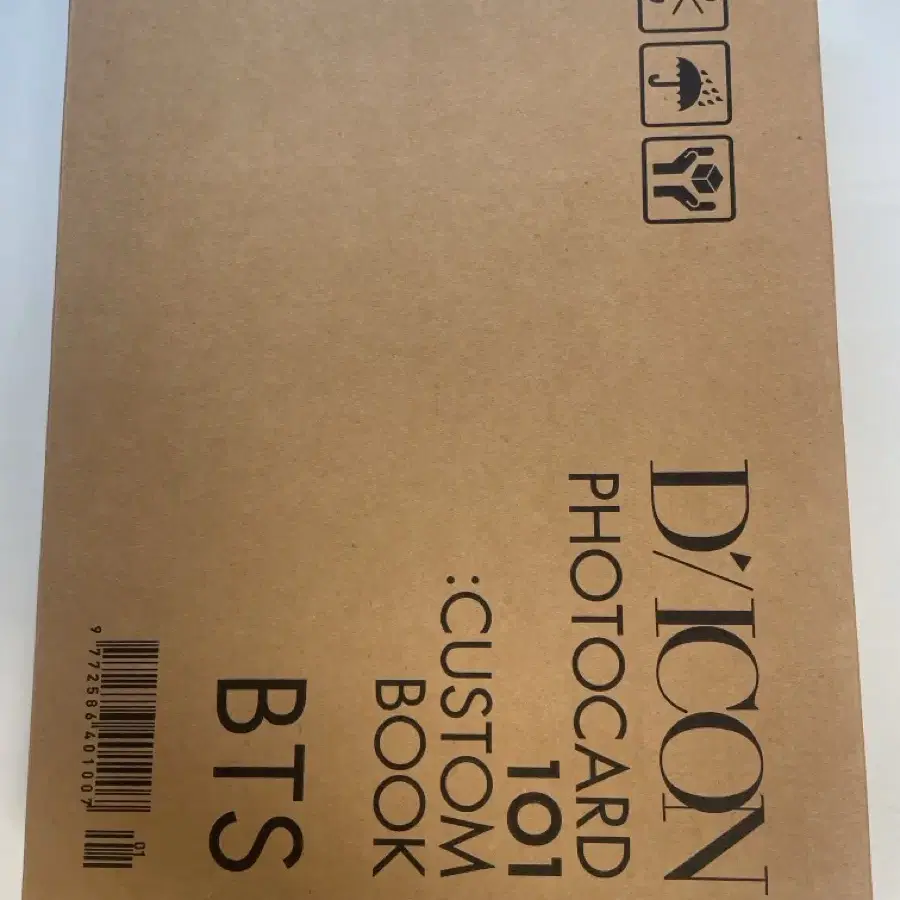 D'/ICON
PHOTOCARD
101
:CUSTOM
BOOK
BTS
9 772586 401007
01